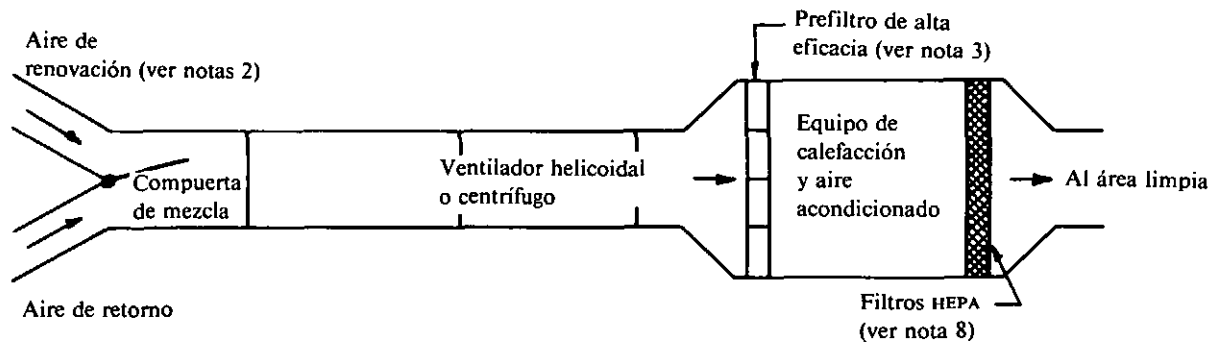 Aire de
renovación (ver notas 2)
Compuerta
de mezcla
Aire de retorno
Ventilador helicoidal
o centrífugo
Prefiltro de alta
eficacia (ver nota 3)
Equipo de
calefacción
y aire
acondicionado
Al área limpia
Filtros HEPA
(ver nota 8)